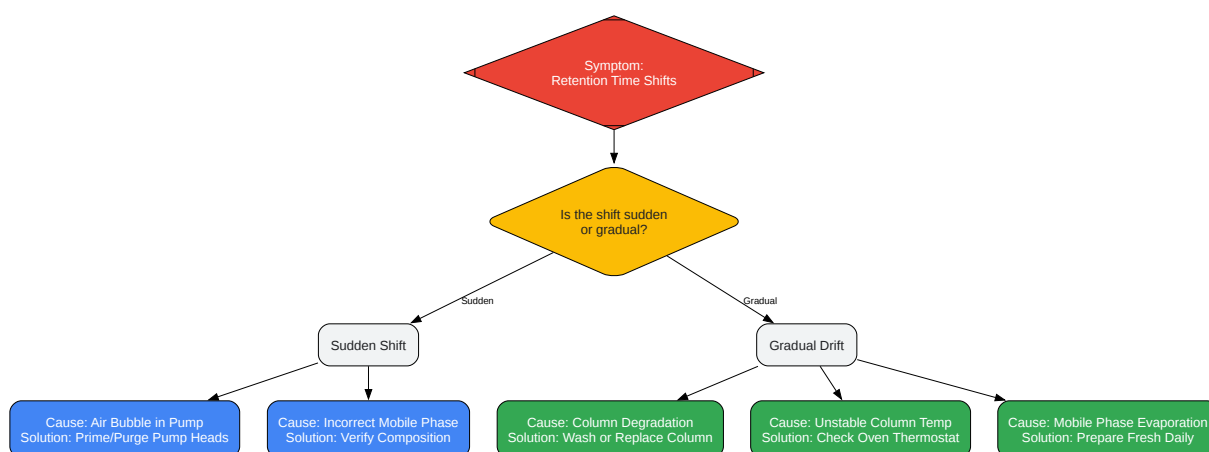 Symptom:
Retention Time Shifts
Is the shift sudden
or gradual?
Sudden
Gradual
Sudden Shift
Gradual Drift
Cause: Air Bubble in Pump
Solution: Prime/Purge Pump Heads
Cause: Incorrect Mobile Phase
Solution: Verify Composition
Cause: Column Degradation
Solution: Wash or Replace Column
Cause: Unstable Column Temp
Solution: Check Oven Thermostat
Cause: Mobile Phase Evaporation
Solution: Prepare Fresh Daily